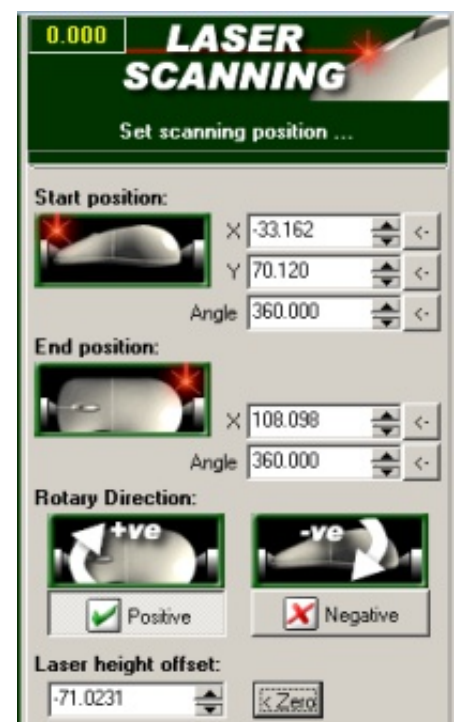 0.000
LASER
SCANNING
Set scanning position ...
Start position:
X -33.162 <-
Y 70.120 <-
Angle 360.000 <-
End position:
X 108.098 <-
Angle 360.000 <-
Rotary Direction:
+ve -ve
Positive Negative
Laser height offset:
-71.0231 < Zero